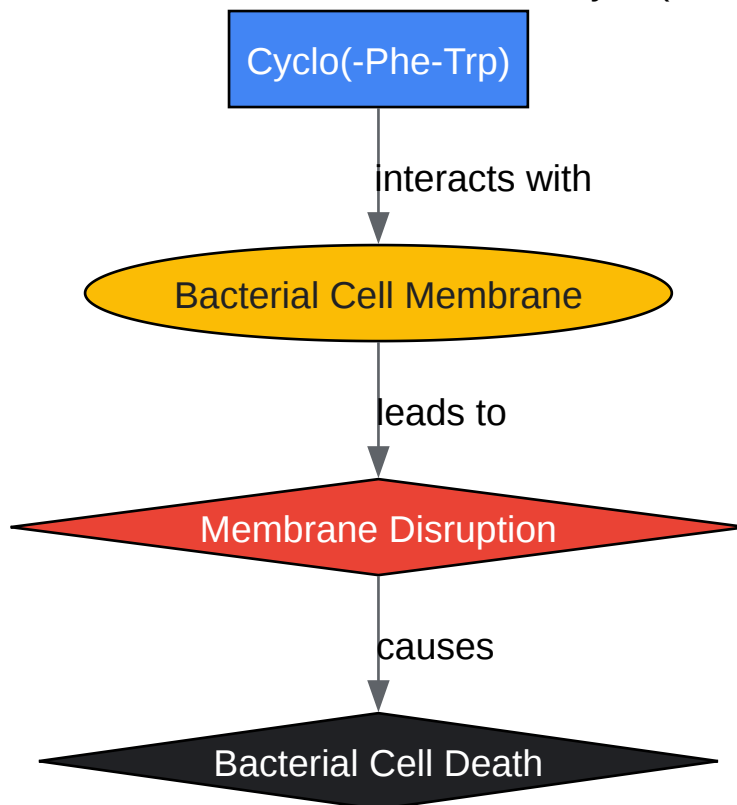 Cyclo(-Phe-Trp)
interacts with
Bacterial Cell Membrane
leads to
Membrane Disruption
causes
Bacterial Cell Death